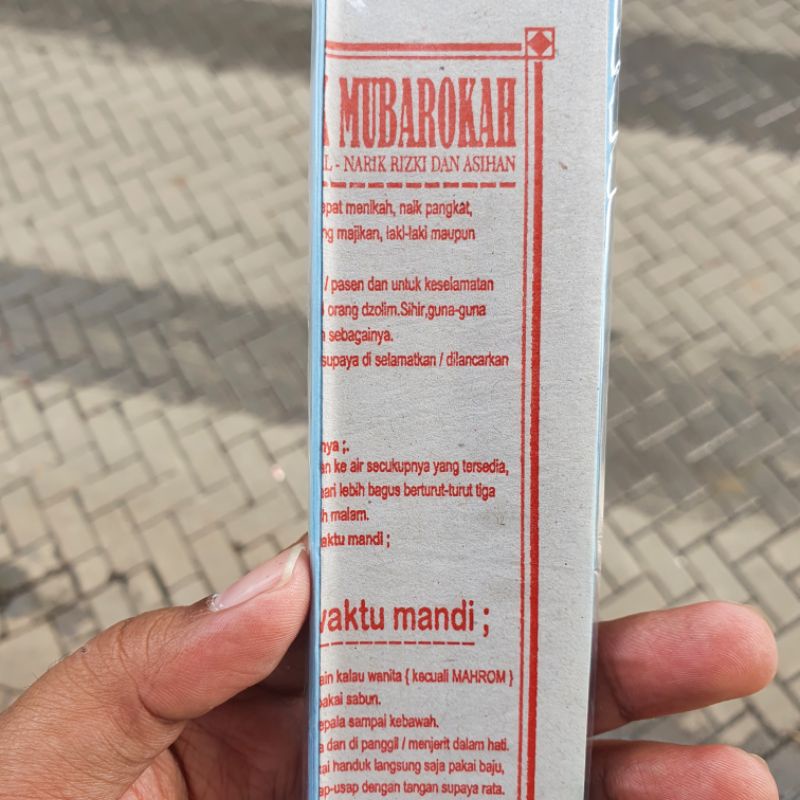 MUBAROKAH
L - NARIK RIZKI DAN ASIHAN
pat menikah, naik pangkat,
ng majikan, laki-laki maupun
/ pasen dan untuk keselamatan
orang dzolim.Sihir,guna-guna
sebagainya.
supaya di selamatkan / dilancarkan
nya ;.
an ke air secukupnya yang tersedia,
ari lebih bagus berturut-turut tiga
h malam.
aktu mandi ;
waktu mandi ;
ain kalau wanita { kecuali MAHROM }
pakai sabun.
epala sampai kebawah.
a dan di panggil / menjerit dalam hati.
ai handuk langsung saja pakai baju,
ap-usap dengan tangan supaya rata.